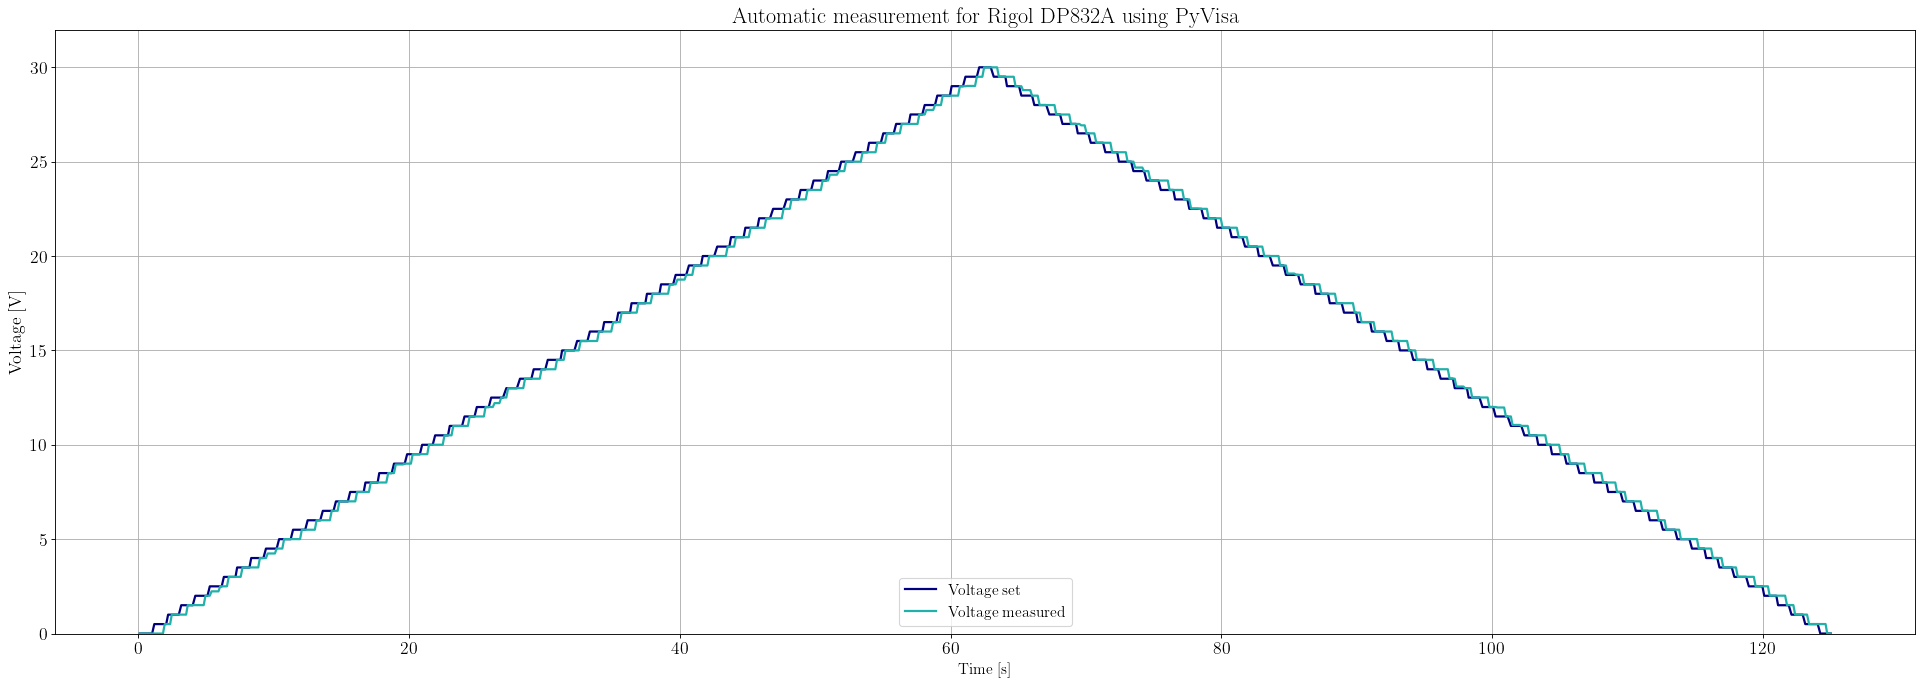 Automatic measurement for Rigol DP832A using PyVisa
30
25
20
15
10
5
0
Voltage [V]
Voltage set
Voltage measured
0 20 40 60 80 100 120
Time [s]